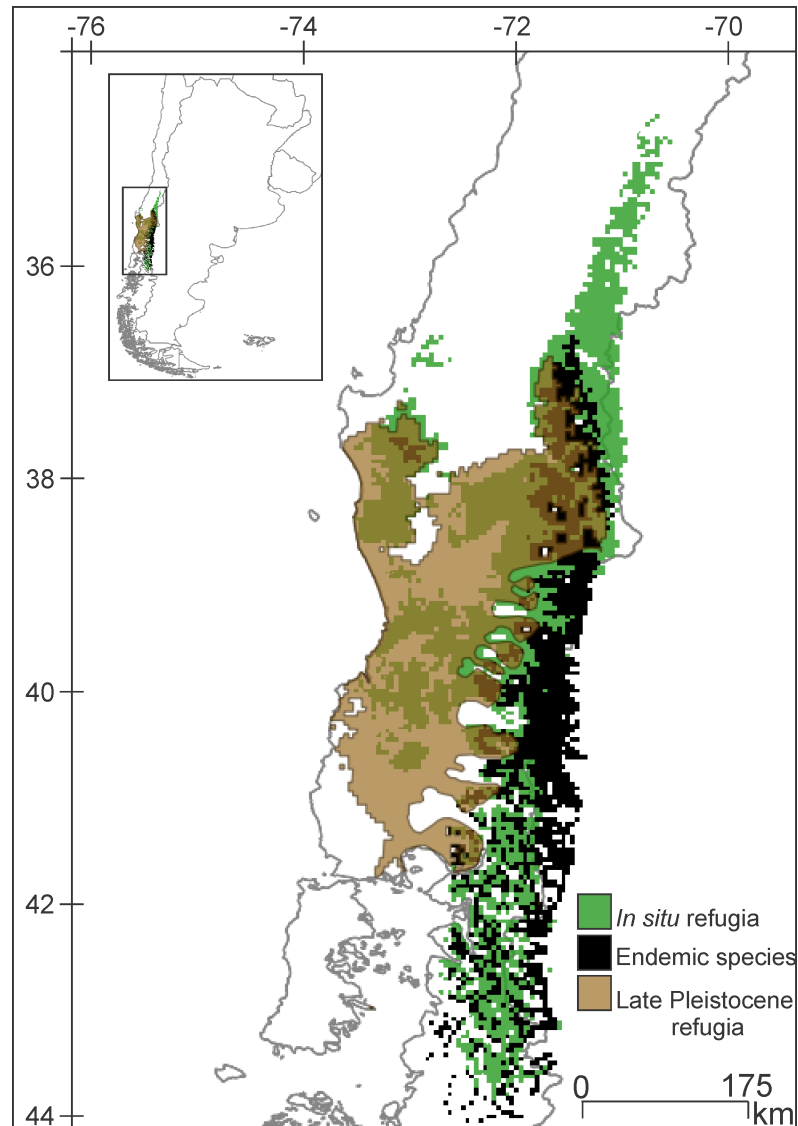 -76 -74 -72 -70
36
38
40
42
44
In situ refugia
Endemic species
Late Pleistocene
refugia
0 175
km